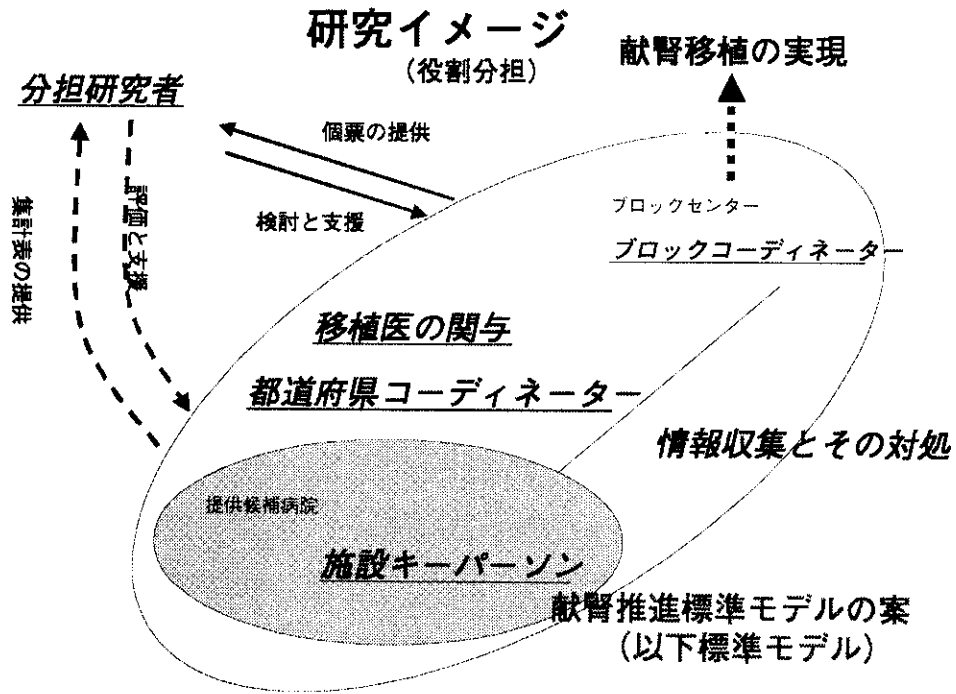 研究イメージ
(役割分担)
献腎移植の実現
分担研究者
個票の提供
検討と支援
集計表の提供
評価と支援
ブロックセンター
ブロックコーディネーター
移植医の関与
都道府県コーディネーター
情報収集とその対処
提供候補病院
施設キーパーソン
献腎推進標準モデルの案
(以下標準モデル)